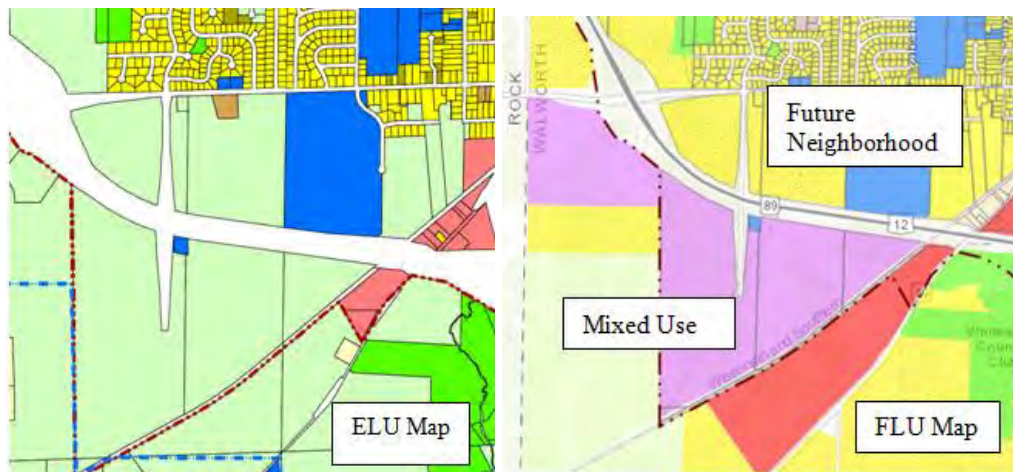 ELU Map
ROCK
WALWORTH
Future
Neighborhood
89
12
Mixed Use
FLU Map